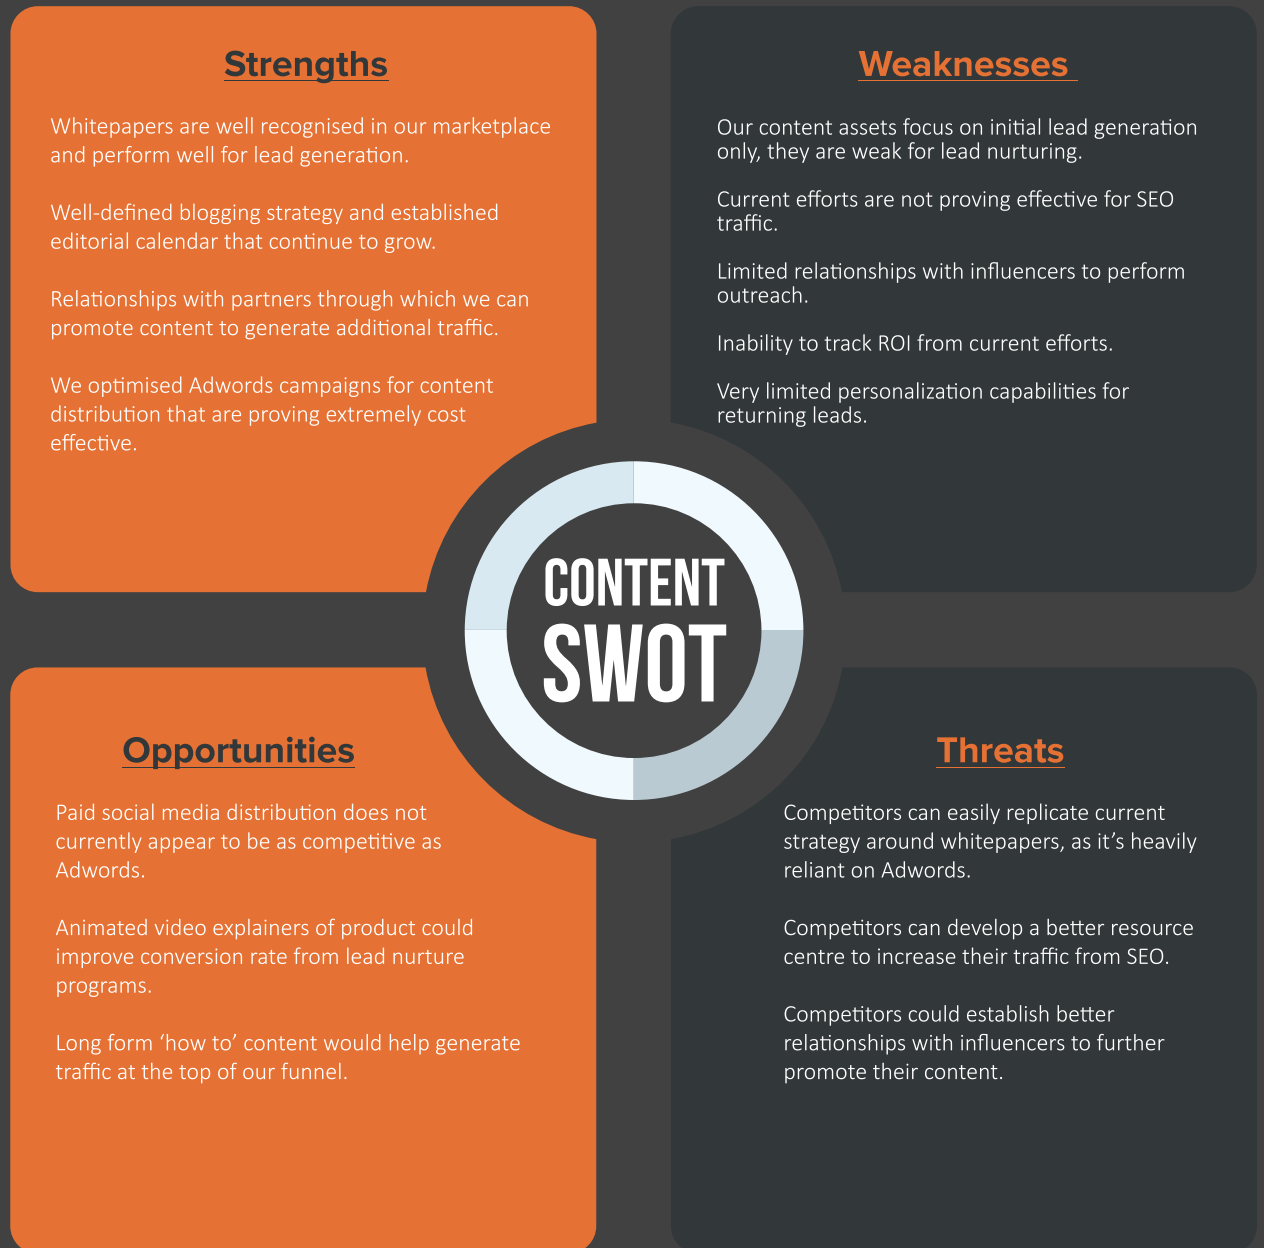 Strengths
Whitepapers are well recognised in our marketplace
and perform well for lead generation.
Well-defined blogging strategy and established
editorial calendar that continue to grow.
Relationships with partners through which we can
promote content to generate additional traffic.
We optimised Adwords campaigns for content
distribution that are proving extremely cost
effective.
Weaknesses
Our content assets focus on initial lead generation
only, they are weak for lead nurturing.
Current efforts are not proving effective for SEO
traffic.
Limited relationships with influencers to perform
outreach.
Inability to track ROI from current efforts.
Very limited personalization capabilities for
returning leads.
CONTENT
SWOT
Opportunities
Paid social media distribution does not
currently appear to be as competitive as
Adwords.
Animated video explainers of product could
improve conversion rate from lead nurture
programs.
Long form ‘how to’ content would help generate
traffic at the top of our funnel.
Threats
Competitors can easily replicate current
strategy around whitepapers, as it’s heavily
reliant on Adwords.
Competitors can develop a better resource
centre to increase their traffic from SEO.
Competitors could establish better
relationships with influencers to further
promote their content.